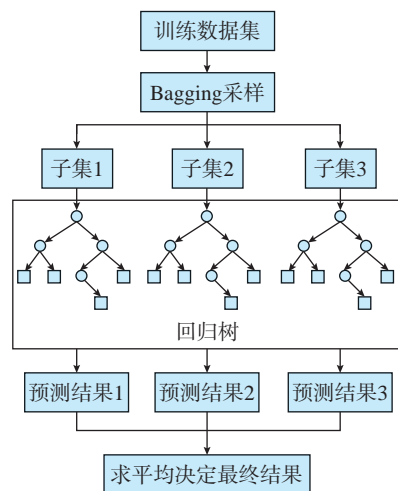 训练数据集
Bagging采样
子集1 子集2 子集3
回归树
预测结果1 预测结果2 预测结果3
求平均决定最终结果